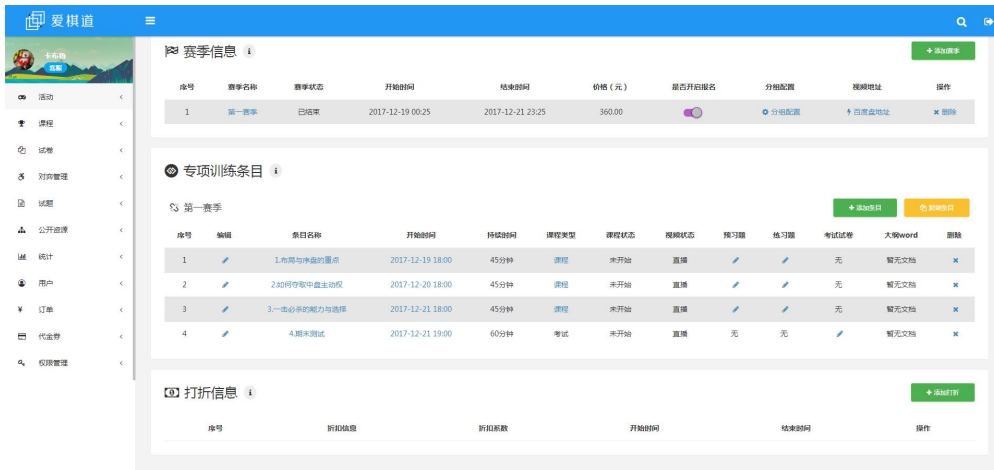 爱棋道
卡布物
客服
活动
课程
试卷
对弈管理
试题
公开资源
统计
用户
订单
代金券
权限管理
赛季信息
+ 添加赛季
序号 赛季名称 赛季状态 开始时间 结束时间 价格（元） 是否开启报名 分组配置 视频地址 操作
1 第一赛季 已结束 2017-12-19 00:25 2017-12-21 23:25 360.00 分组配置 百度盘地址 删除
专项训练条目
第一赛季
+ 添加条目 复制条目
序号 编辑 条目名称 开始时间 持续时间 课程类型 课程状态 视频状态 预习题 练习题 考试试卷 大纲word 删除
1 1.布局与序盘的重点 2017-12-19 18:00 45分钟 课程 未开始 直播 无 暂无文档
2 2.如何夺取中盘主动权 2017-12-20 18:00 45分钟 课程 未开始 直播 无 暂无文档
3 3.一击必杀的能力与选择 2017-12-21 18:00 45分钟 课程 未开始 直播 无 暂无文档
4 4.期末测试 2017-12-21 19:00 60分钟 考试 未开始 直播 无 无 暂无文档
打折信息
+ 添加打折
序号 折扣信息 折扣系数 开始时间 结束时间 操作